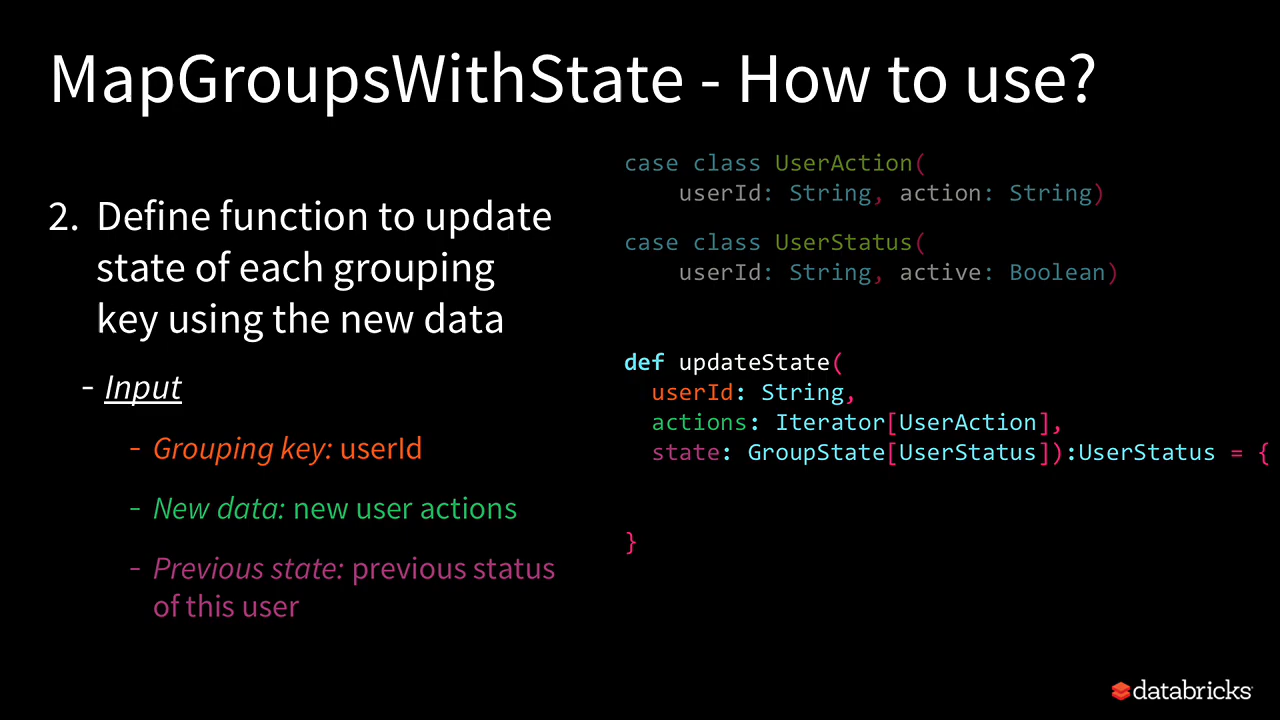 MapGroupsWithState - How to use?
2. Define function to update
state of each grouping
key using the new data
- Input
- Grouping key: userId
- New data: new user actions
- Previous state: previous status
of this user
case class UserAction(
userId: String, action: String)
case class UserStatus(
userId: String, active: Boolean)
def updateState(
userId: String,
actions: Iterator[UserAction],
state: GroupState[UserStatus]):UserStatus = {
}
databricks